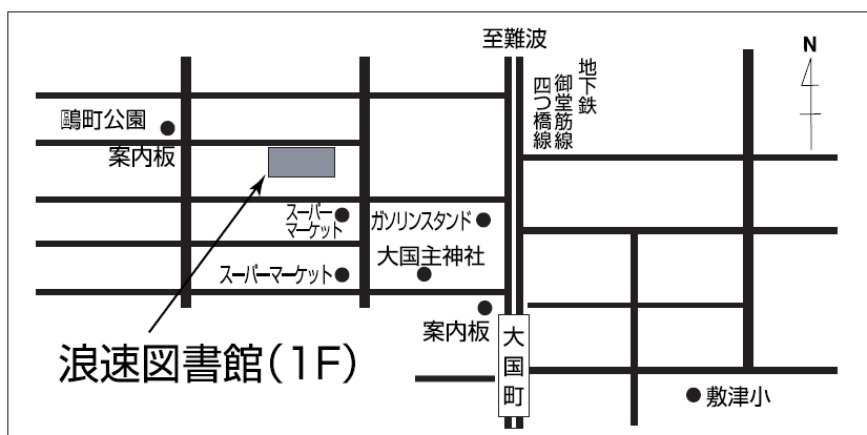 至難波
N
地下鉄
御堂筋線
四つ橋線
鷗町公園
案内板
スーパー
マーケット
ガソリンスタンド
大国主神社
スーパーマーケット
案内板
浪速図書館(1F)
大国町
敷津小